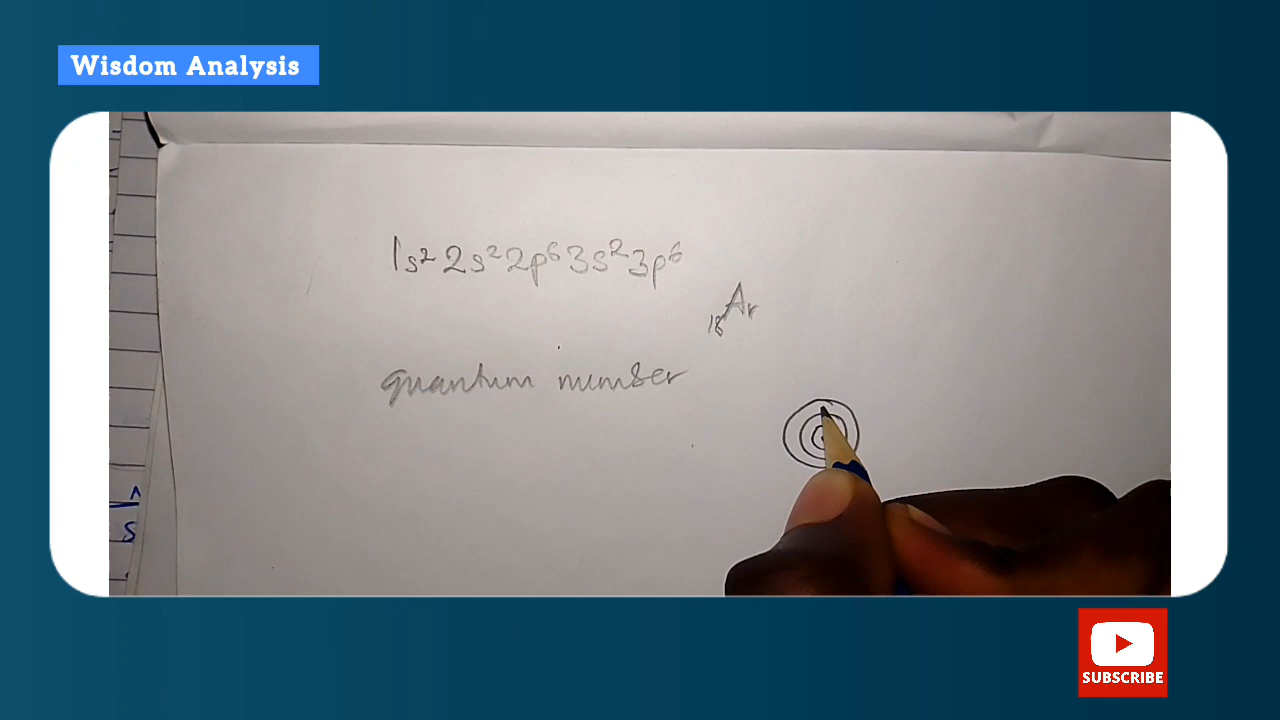 Wisdom Analysis
1s² 2s² 2p⁶ 3s² 3p⁶
₁₈Ar
quantum number
SUBSCRIBE